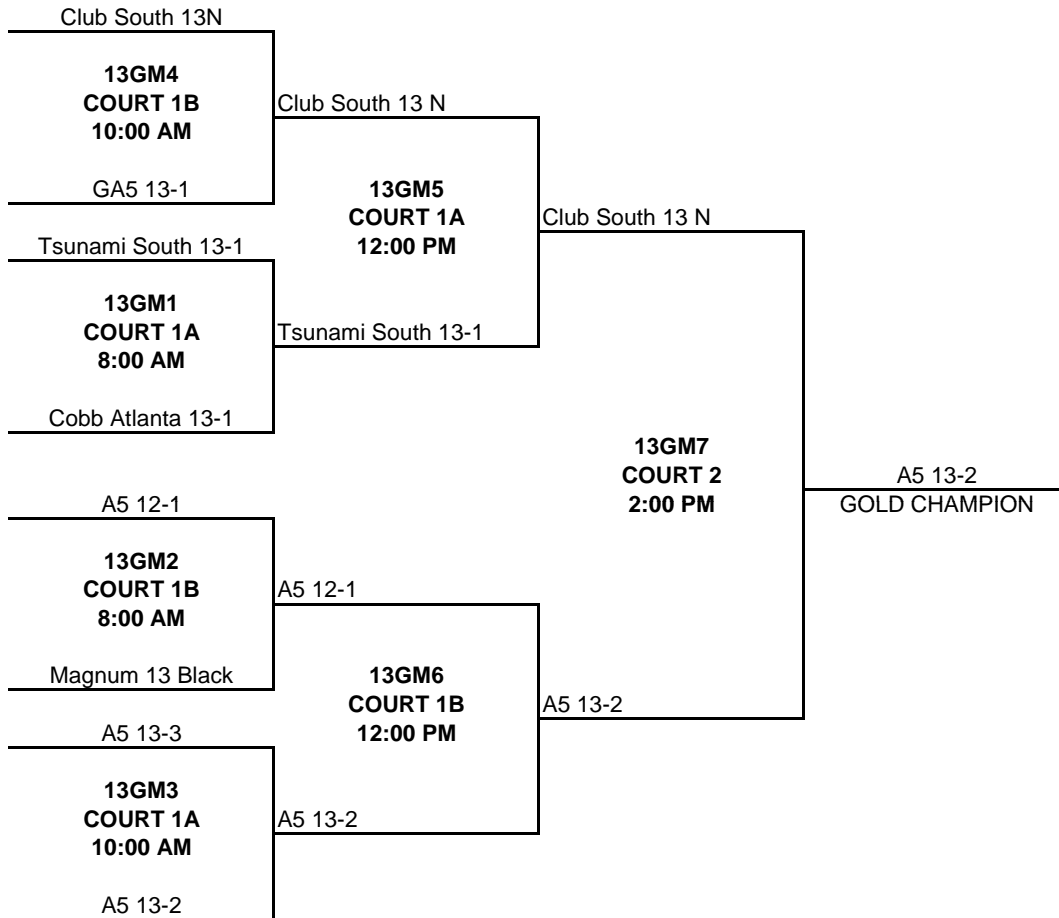 Club South 13N
13GM4
COURT 1B
10:00 AM
Club South 13 N
GA5 13-1
13GM5
COURT 1A
12:00 PM
Club South 13 N
Tsunami South 13-1
13GM1
COURT 1A
8:00 AM
Tsunami South 13-1
Cobb Atlanta 13-1
13GM7
COURT 2
2:00 PM
A5 13-2
GOLD CHAMPION
A5 12-1
13GM2
COURT 1B
8:00 AM
A5 12-1
Magnum 13 Black
13GM6
COURT 1B
12:00 PM
A5 13-2
A5 13-3
13GM3
COURT 1A
10:00 AM
A5 13-2
A5 13-2